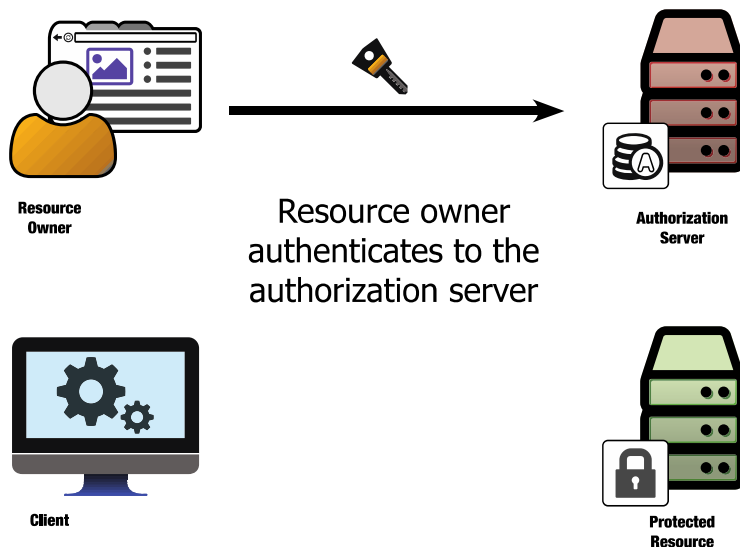 Resource
Owner
Resource owner
authenticates to the
authorization server
A
Authorization
Server
Client
Protected
Resource